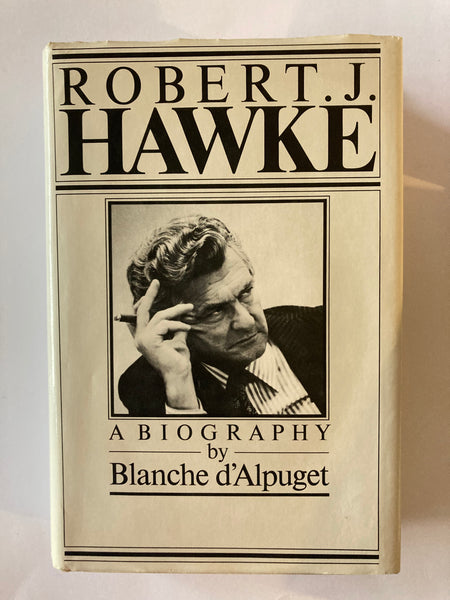 ROBERT. J.
HAWKE
A BIOGRAPHY
by
Blanche d'Alpuget